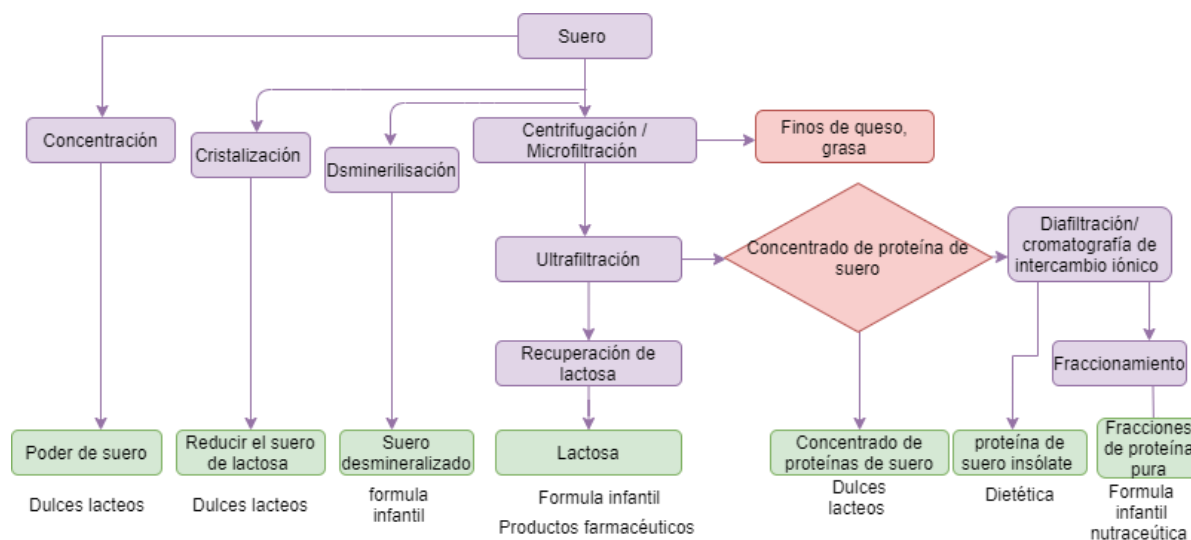 Suero
Concentración
Cristalización
Dsminerilisación
Centrifugación /
Microfiltración
Finos de queso,
grasa
Ultrafiltración
Concentrado de proteína de
suero
Diafiltración/
cromatografía de
intercambio iónico
Recuperación de
lactosa
Fraccionamiento
Poder de suero
Reducir el suero
de lactosa
Suero
desmineralizado
Lactosa
Concentrado de
proteínas de suero
proteína de
suero insólate
Fracciones
de proteína
pura
Dulces lacteos
Dulces lacteos
formula
infantil
Formula infantil
Productos farmacéuticos
Dulces
lacteos
Dietética
Formula
infantil
nutraceútica